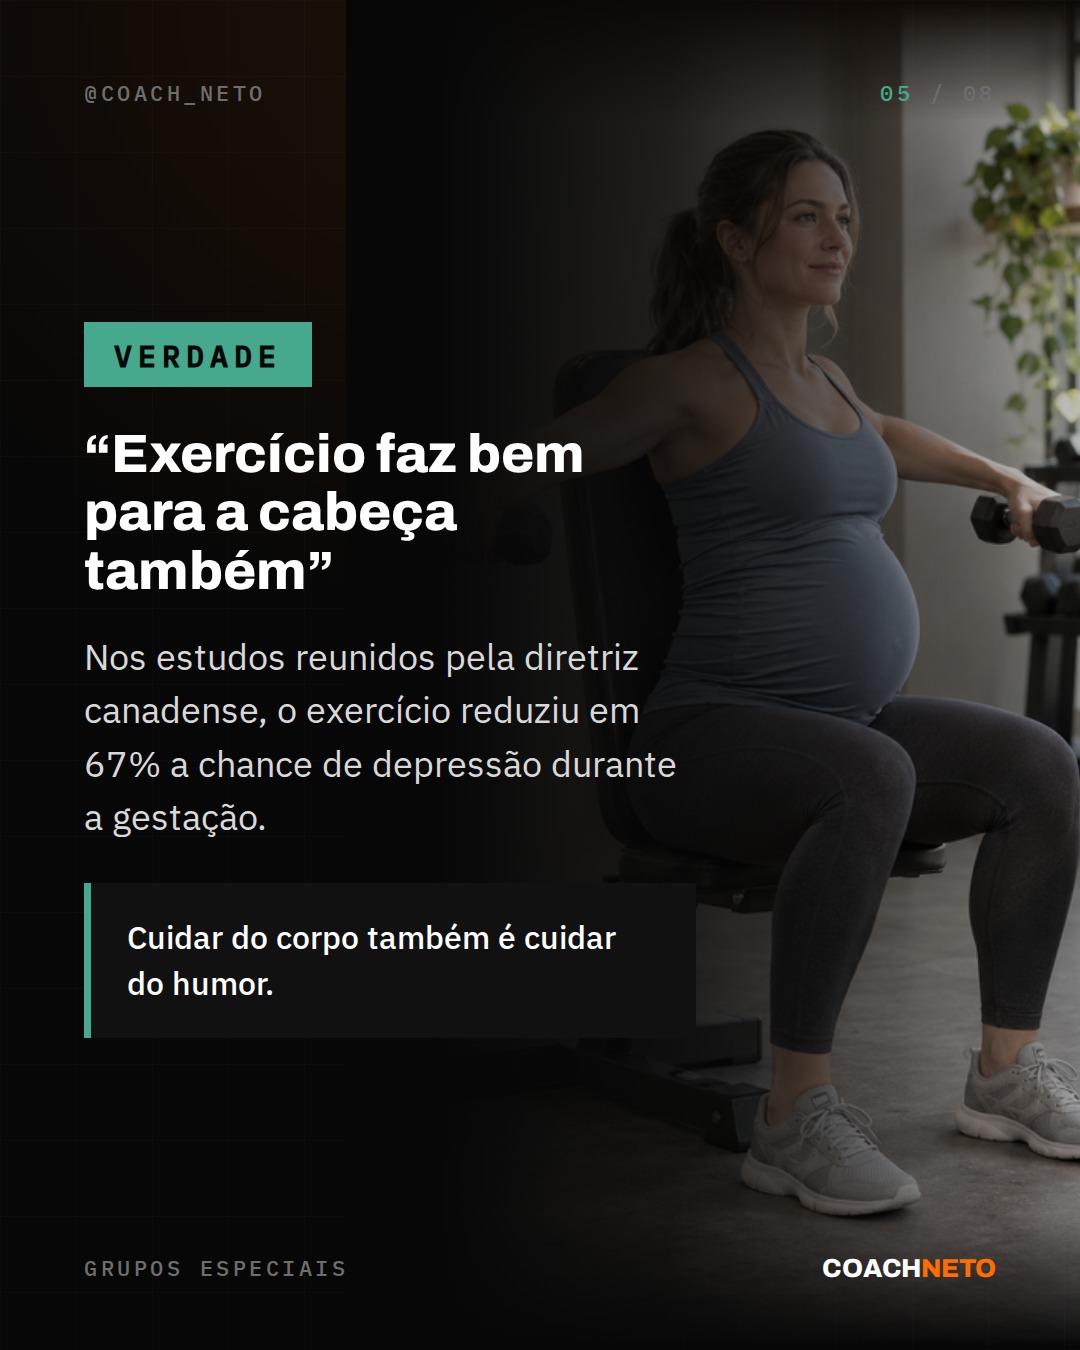 @COACH_NETO
05 / 08
VERDADE
“Exercício faz bem
para a cabeça
também”
Nos estudos reunidos pela diretriz
canadense, o exercício reduziu em
67% a chance de depressão durante
a gestação.
Cuidar do corpo também é cuidar
do humor.
GRUPOS ESPECIAIS
COACHNETO